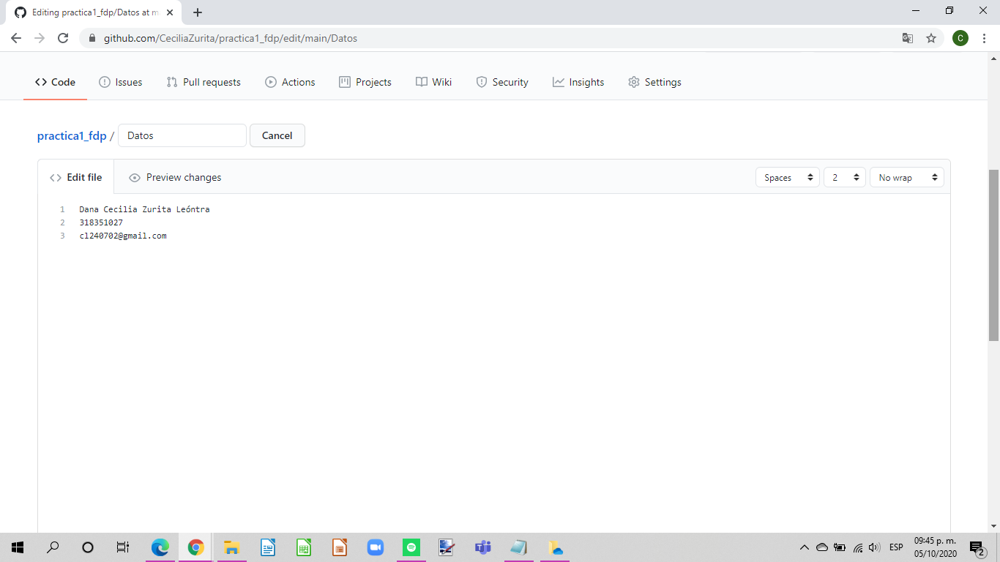 Editing practica1_fdp/Datos at m
github.com/CeciliaZurita/practica1_fdp/edit/main/Datos
C
Code Issues Pull requests Actions Projects Wiki Security Insights Settings
practica1_fdp / Datos Cancel
Edit file Preview changes Spaces 2 No wrap
1 Dana Cecilia Zurita Leóntra
2 318351027
3 cl240702@gmail.com
09:45 p. m.
ESP
05/10/2020
2